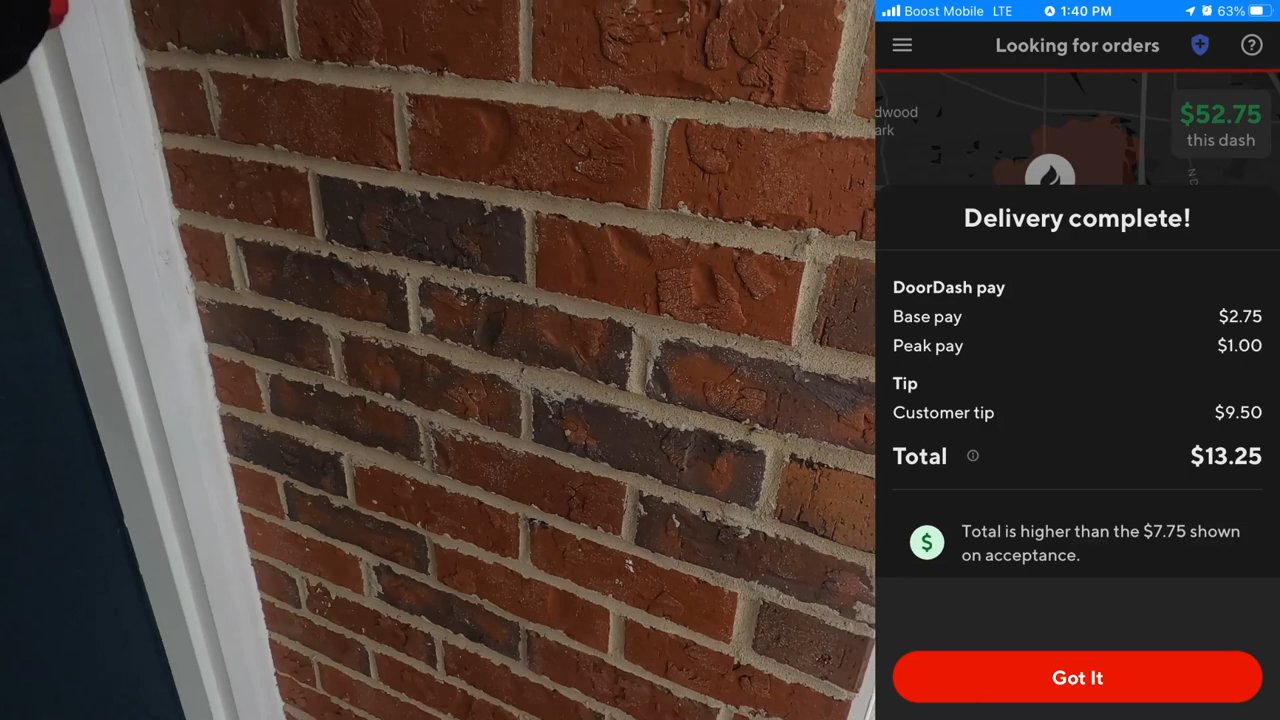 Boost Mobile LTE 1:40 PM 63%
Looking for orders
dwood
ark
$52.75
this dash
N D
Delivery complete!
DoorDash pay
Base pay $2.75
Peak pay $1.00
Tip
Customer tip $9.50
Total $13.25
Total is higher than the $7.75 shown
on acceptance.
Got It